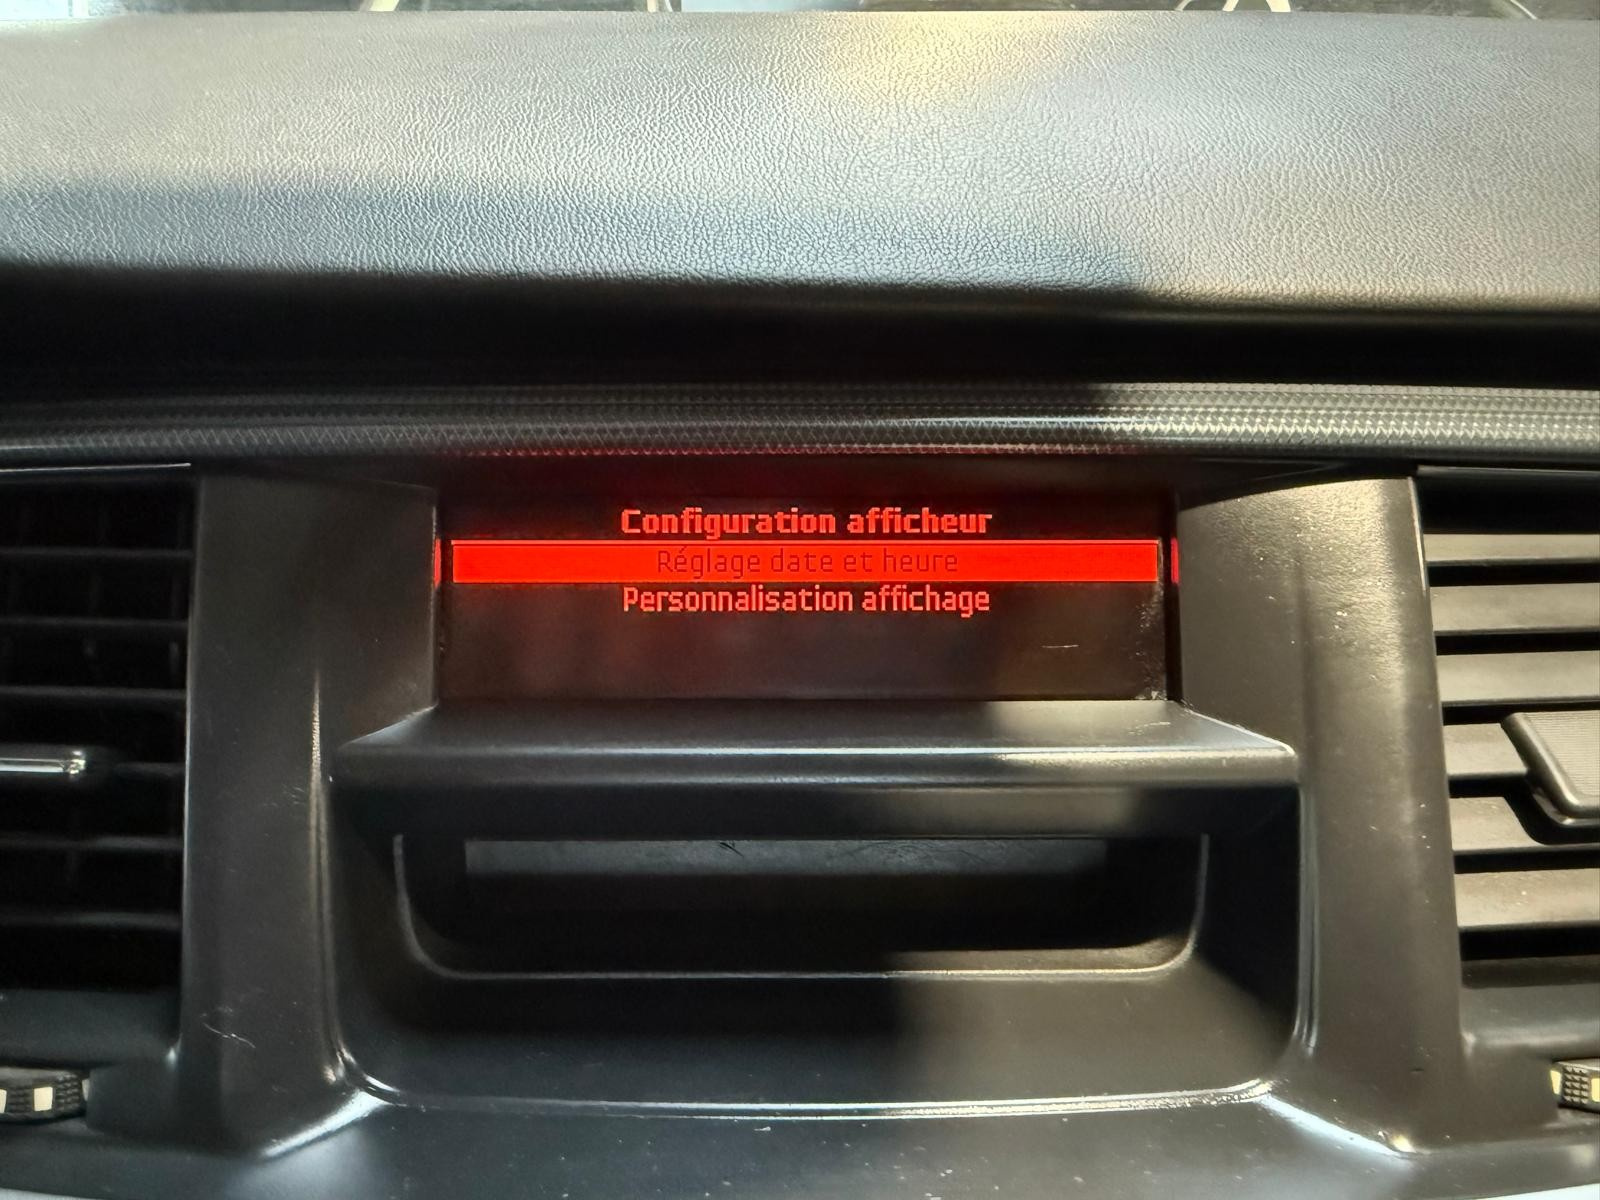 Configuration afficheur
Réglage date et heure
Personnalisation affichage